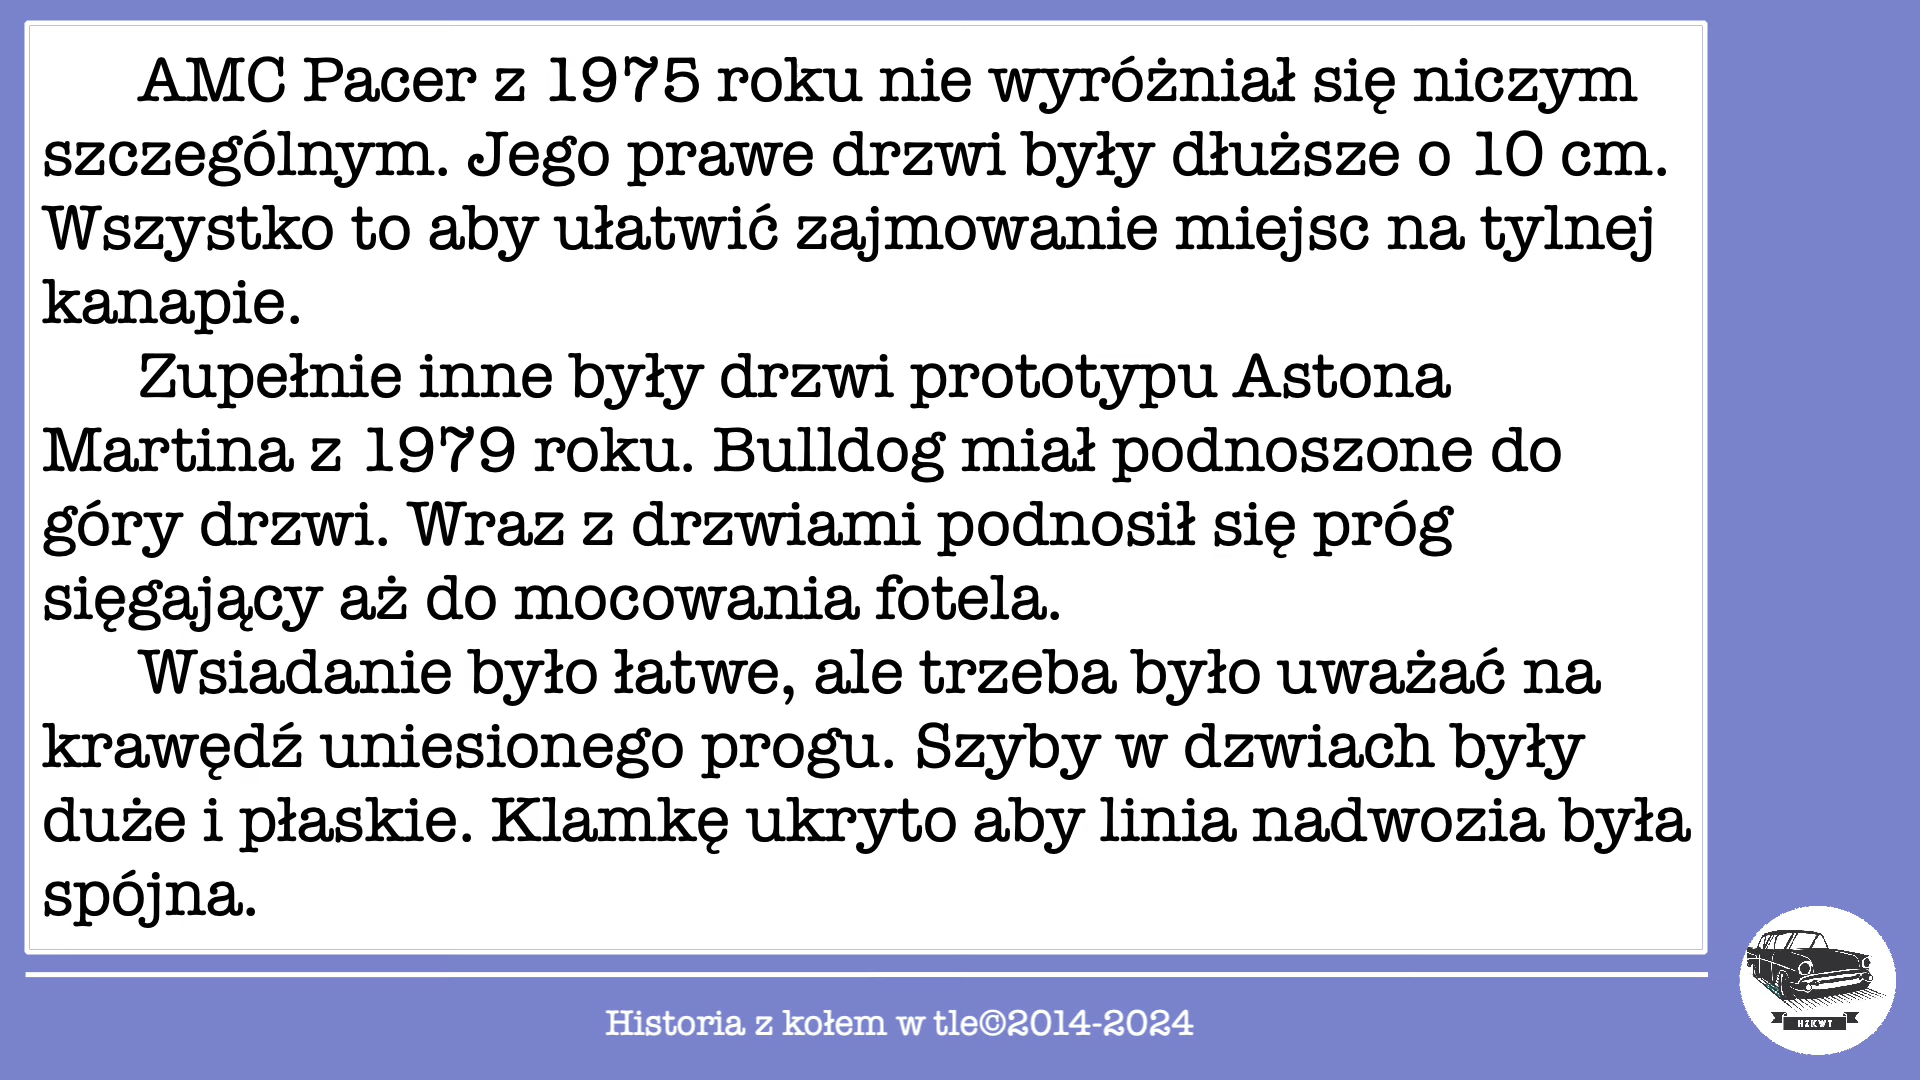 AMC Pacer z 1975 roku nie wyróżniał się niczym
szczególnym. Jego prawe drzwi były dłuższe o 10 cm.
Wszystko to aby ułatwić zajmowanie miejsc na tylnej
kanapie.
Zupełnie inne były drzwi prototypu Astona
Martina z 1979 roku. Bulldog miał podnoszone do
góry drzwi. Wraz z drzwiami podnosił się próg
sięgający aż do mocowania fotela.
Wsiadanie było łatwe, ale trzeba było uważać na
krawędź uniesionego progu. Szyby w dzwiach były
duże i płaskie. Klamkę ukryto aby linia nadwozia była
spójna.
Historia z kołem w tle©2014-2024
HZKWT